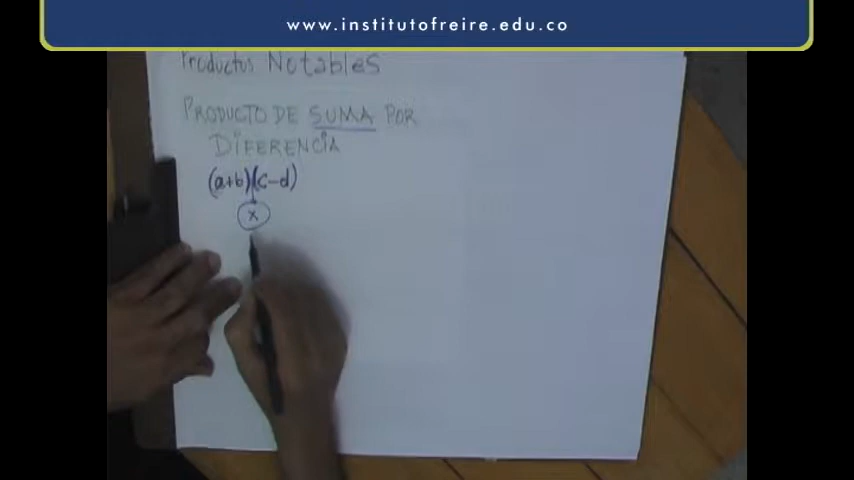 www.institutofreire.edu.co
Productos Notables
PRODUCTO DE SUMA POR
DIFERENCIA
(a+b)(c-d)
x